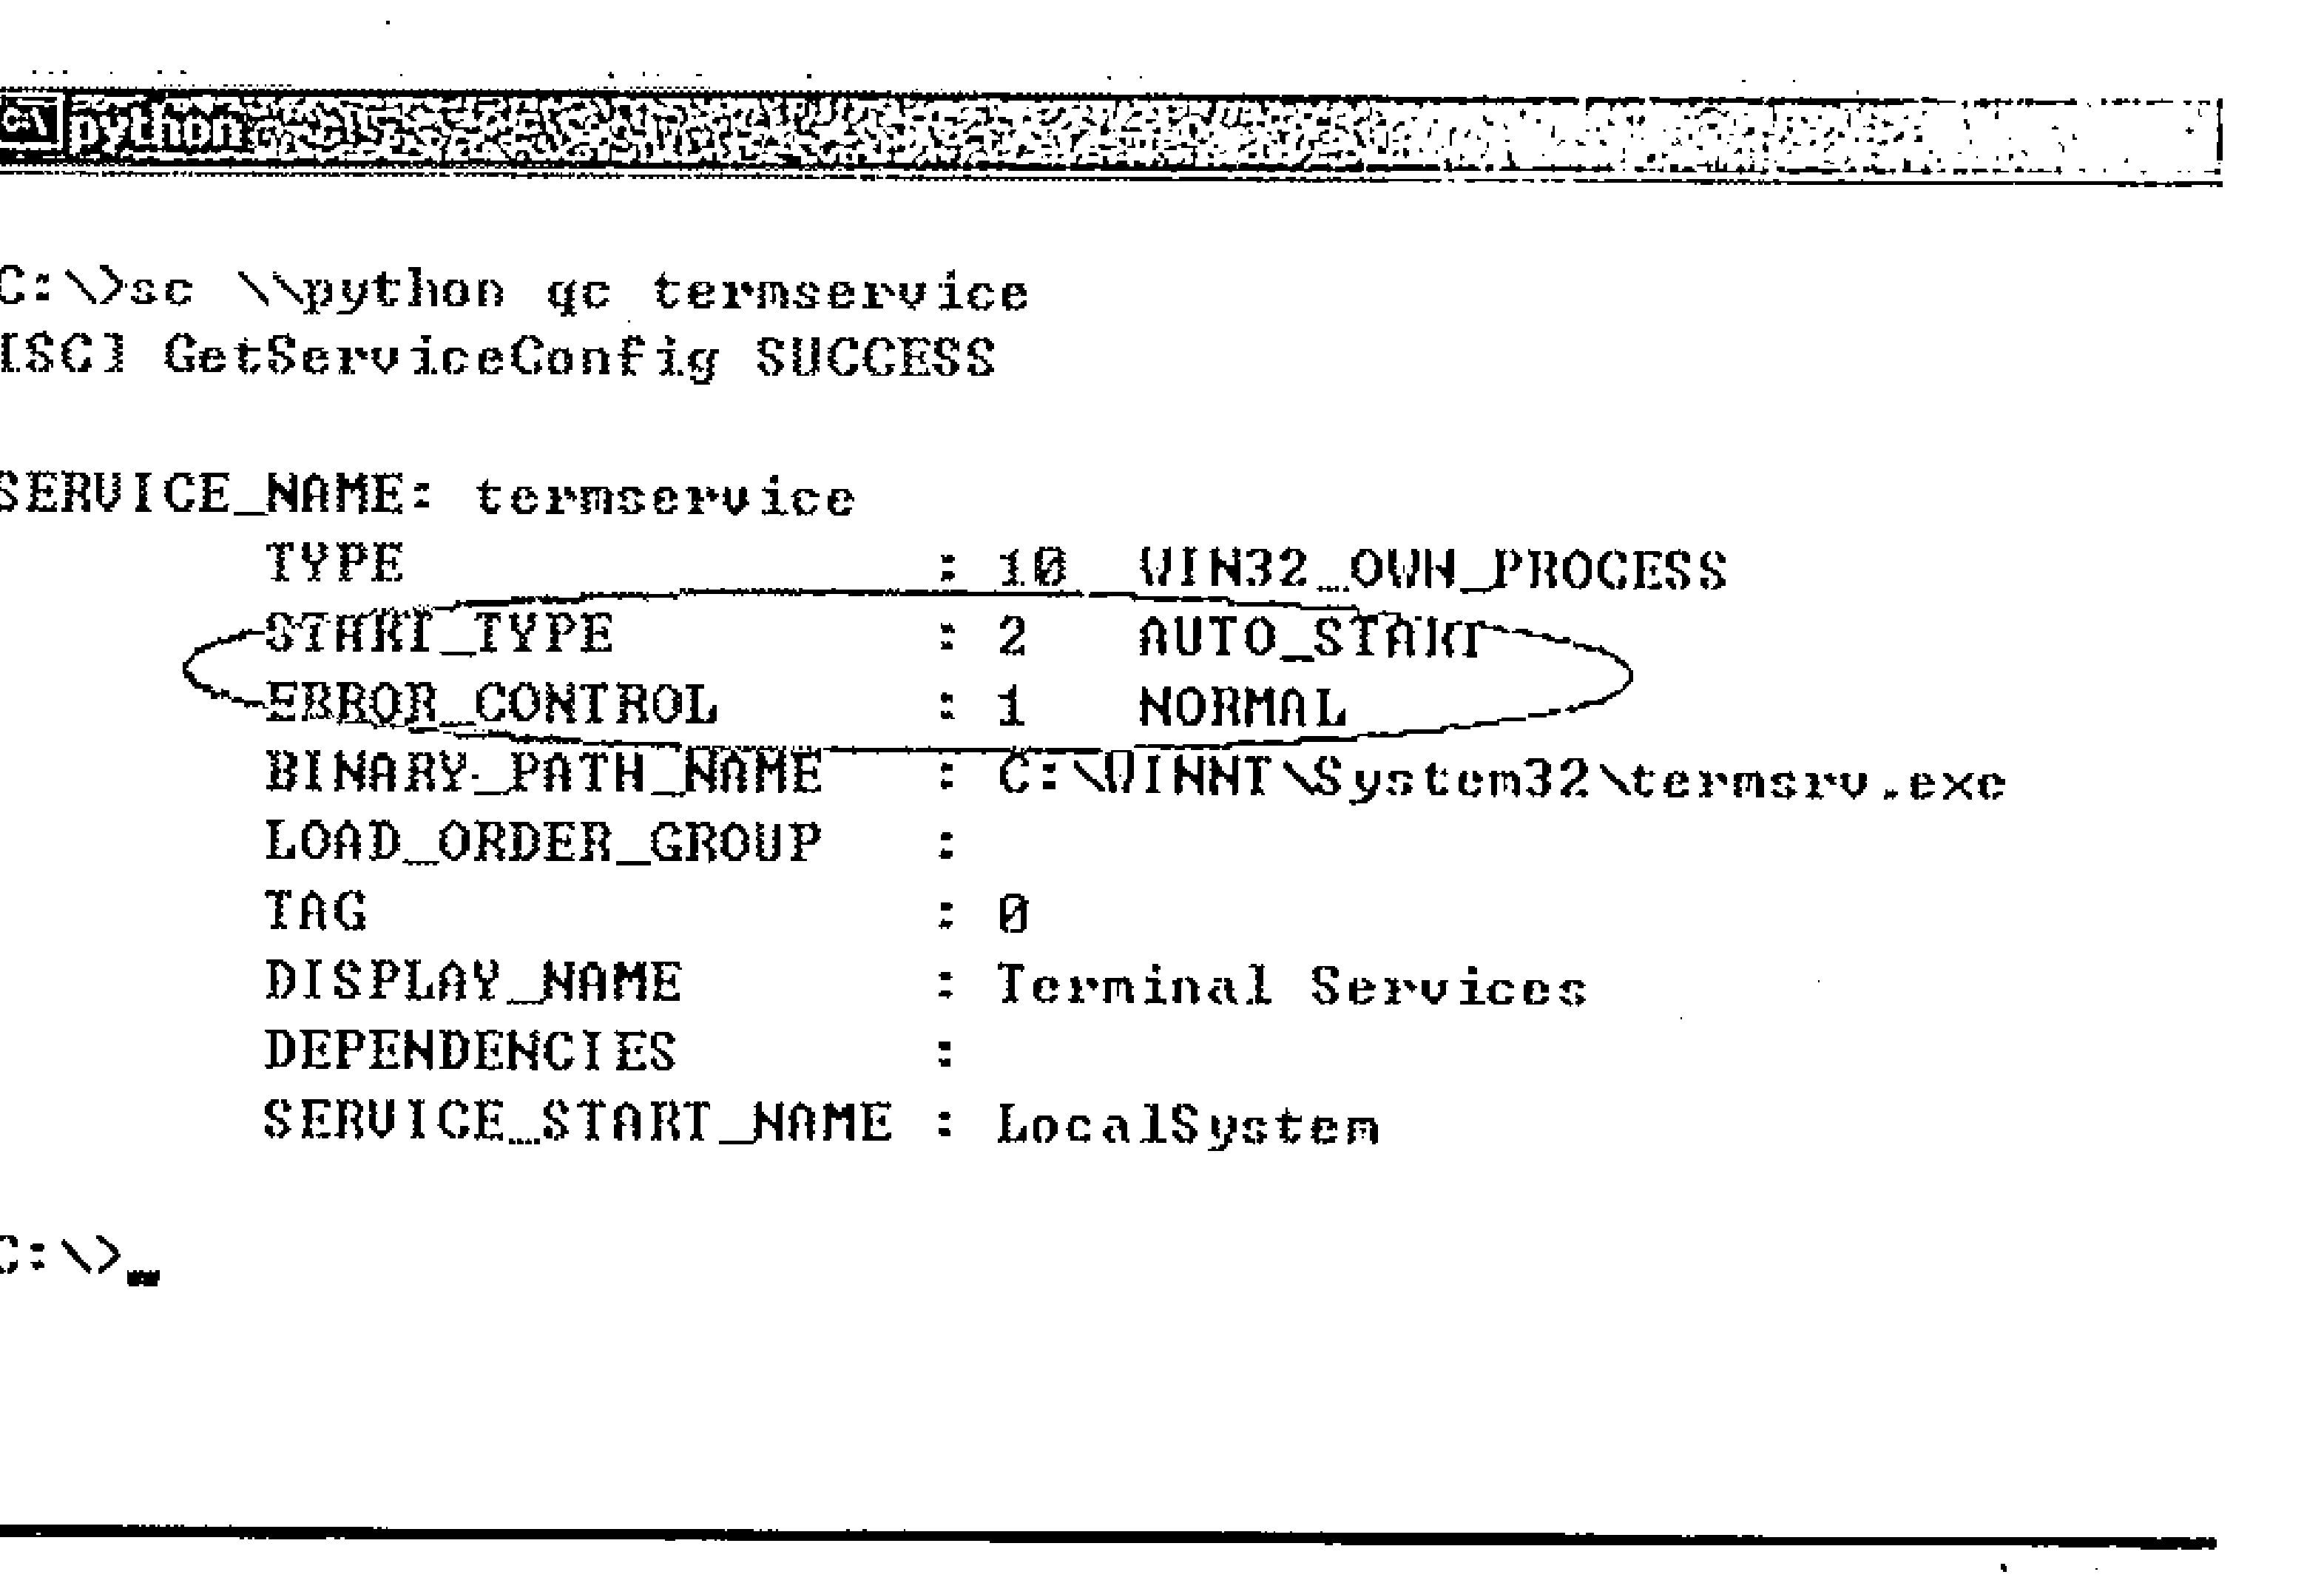 C:\ python
C:\>sc \\python qc termservice
[SC] GetServiceConfig SUCCESS
SERVICE_NAME: termservice
TYPE : 10 WIN32_OWN_PROCESS
START_TYPE : 2 AUTO_START
ERROR_CONTROL : 1 NORMAL
BINARY_PATH_NAME : C:\WINNT\System32\termsrv.exe
LOAD_ORDER_GROUP :
TAG : 0
DISPLAY_NAME : Terminal Services
DEPENDENCIES :
SERVICE_START_NAME : LocalSystem
C:\>_